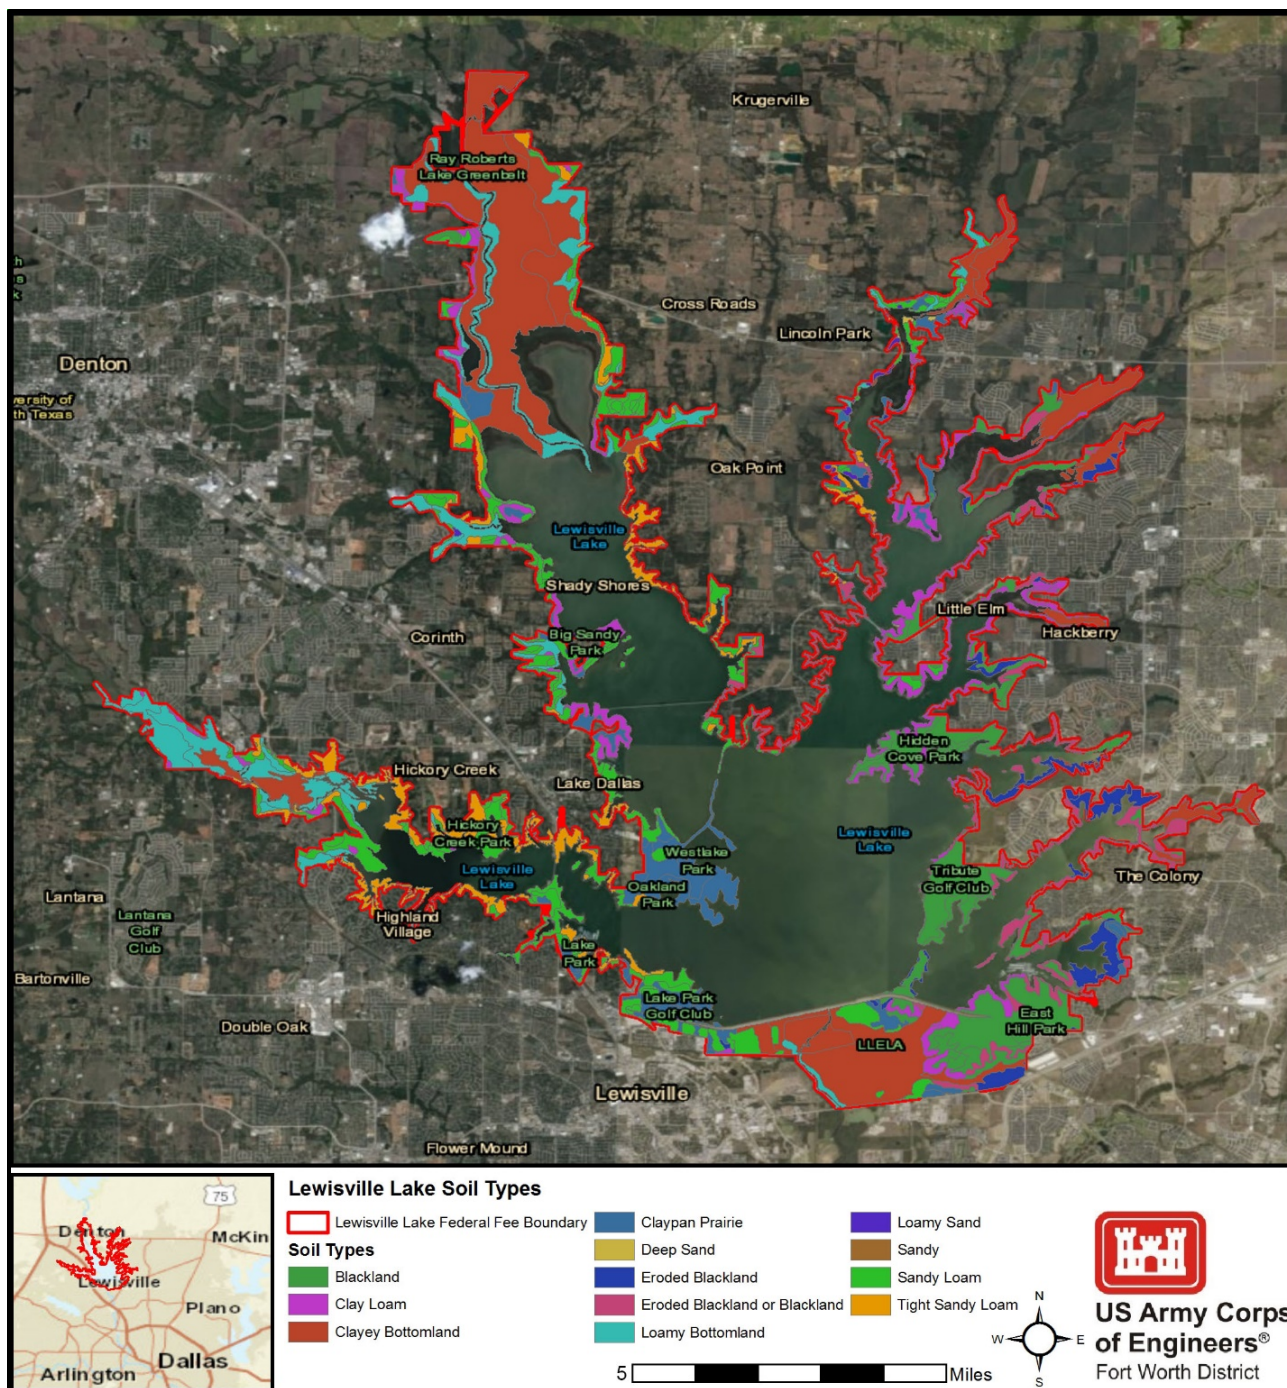 Krugerville
Ray Roberts
Lake Greenbelt
Cross Roads
Lincoln Park
Denton
versity of
th Texas
Oak Point
Lewisville
Lake
Shady Shores
Little Elm
Hackberry
Corinth
Big Sandy
Park
Hidden
Cove Park
Hickory Creek
Lake Dallas
Hickory
Creek Park
Lewisville
Lake
Westlake
Park
Lewisville
Lake
Oakland
Park
Tribute
Golf Club
The Colony
Lantana
Lantana
Golf
Club
Highland
Village
Lake
Park
Bartonville
Lake Park
Golf Club
East
Hill Park
Double Oak
LLELA
Lewisville
Flower Mound
75
Denton
McKin
Lewisville
Plano
Dallas
Arlington
Lewisville Lake Soil Types
Lewisville Lake Federal Fee Boundary
Soil Types
Blackland
Clay Loam
Clayey Bottomland
Claypan Prairie
Deep Sand
Eroded Blackland
Eroded Blackland or Blackland
Loamy Bottomland
Loamy Sand
Sandy
Sandy Loam
Tight Sandy Loam
5 Miles
N
W E
S
US Army Corps
of Engineers®
Fort Worth District